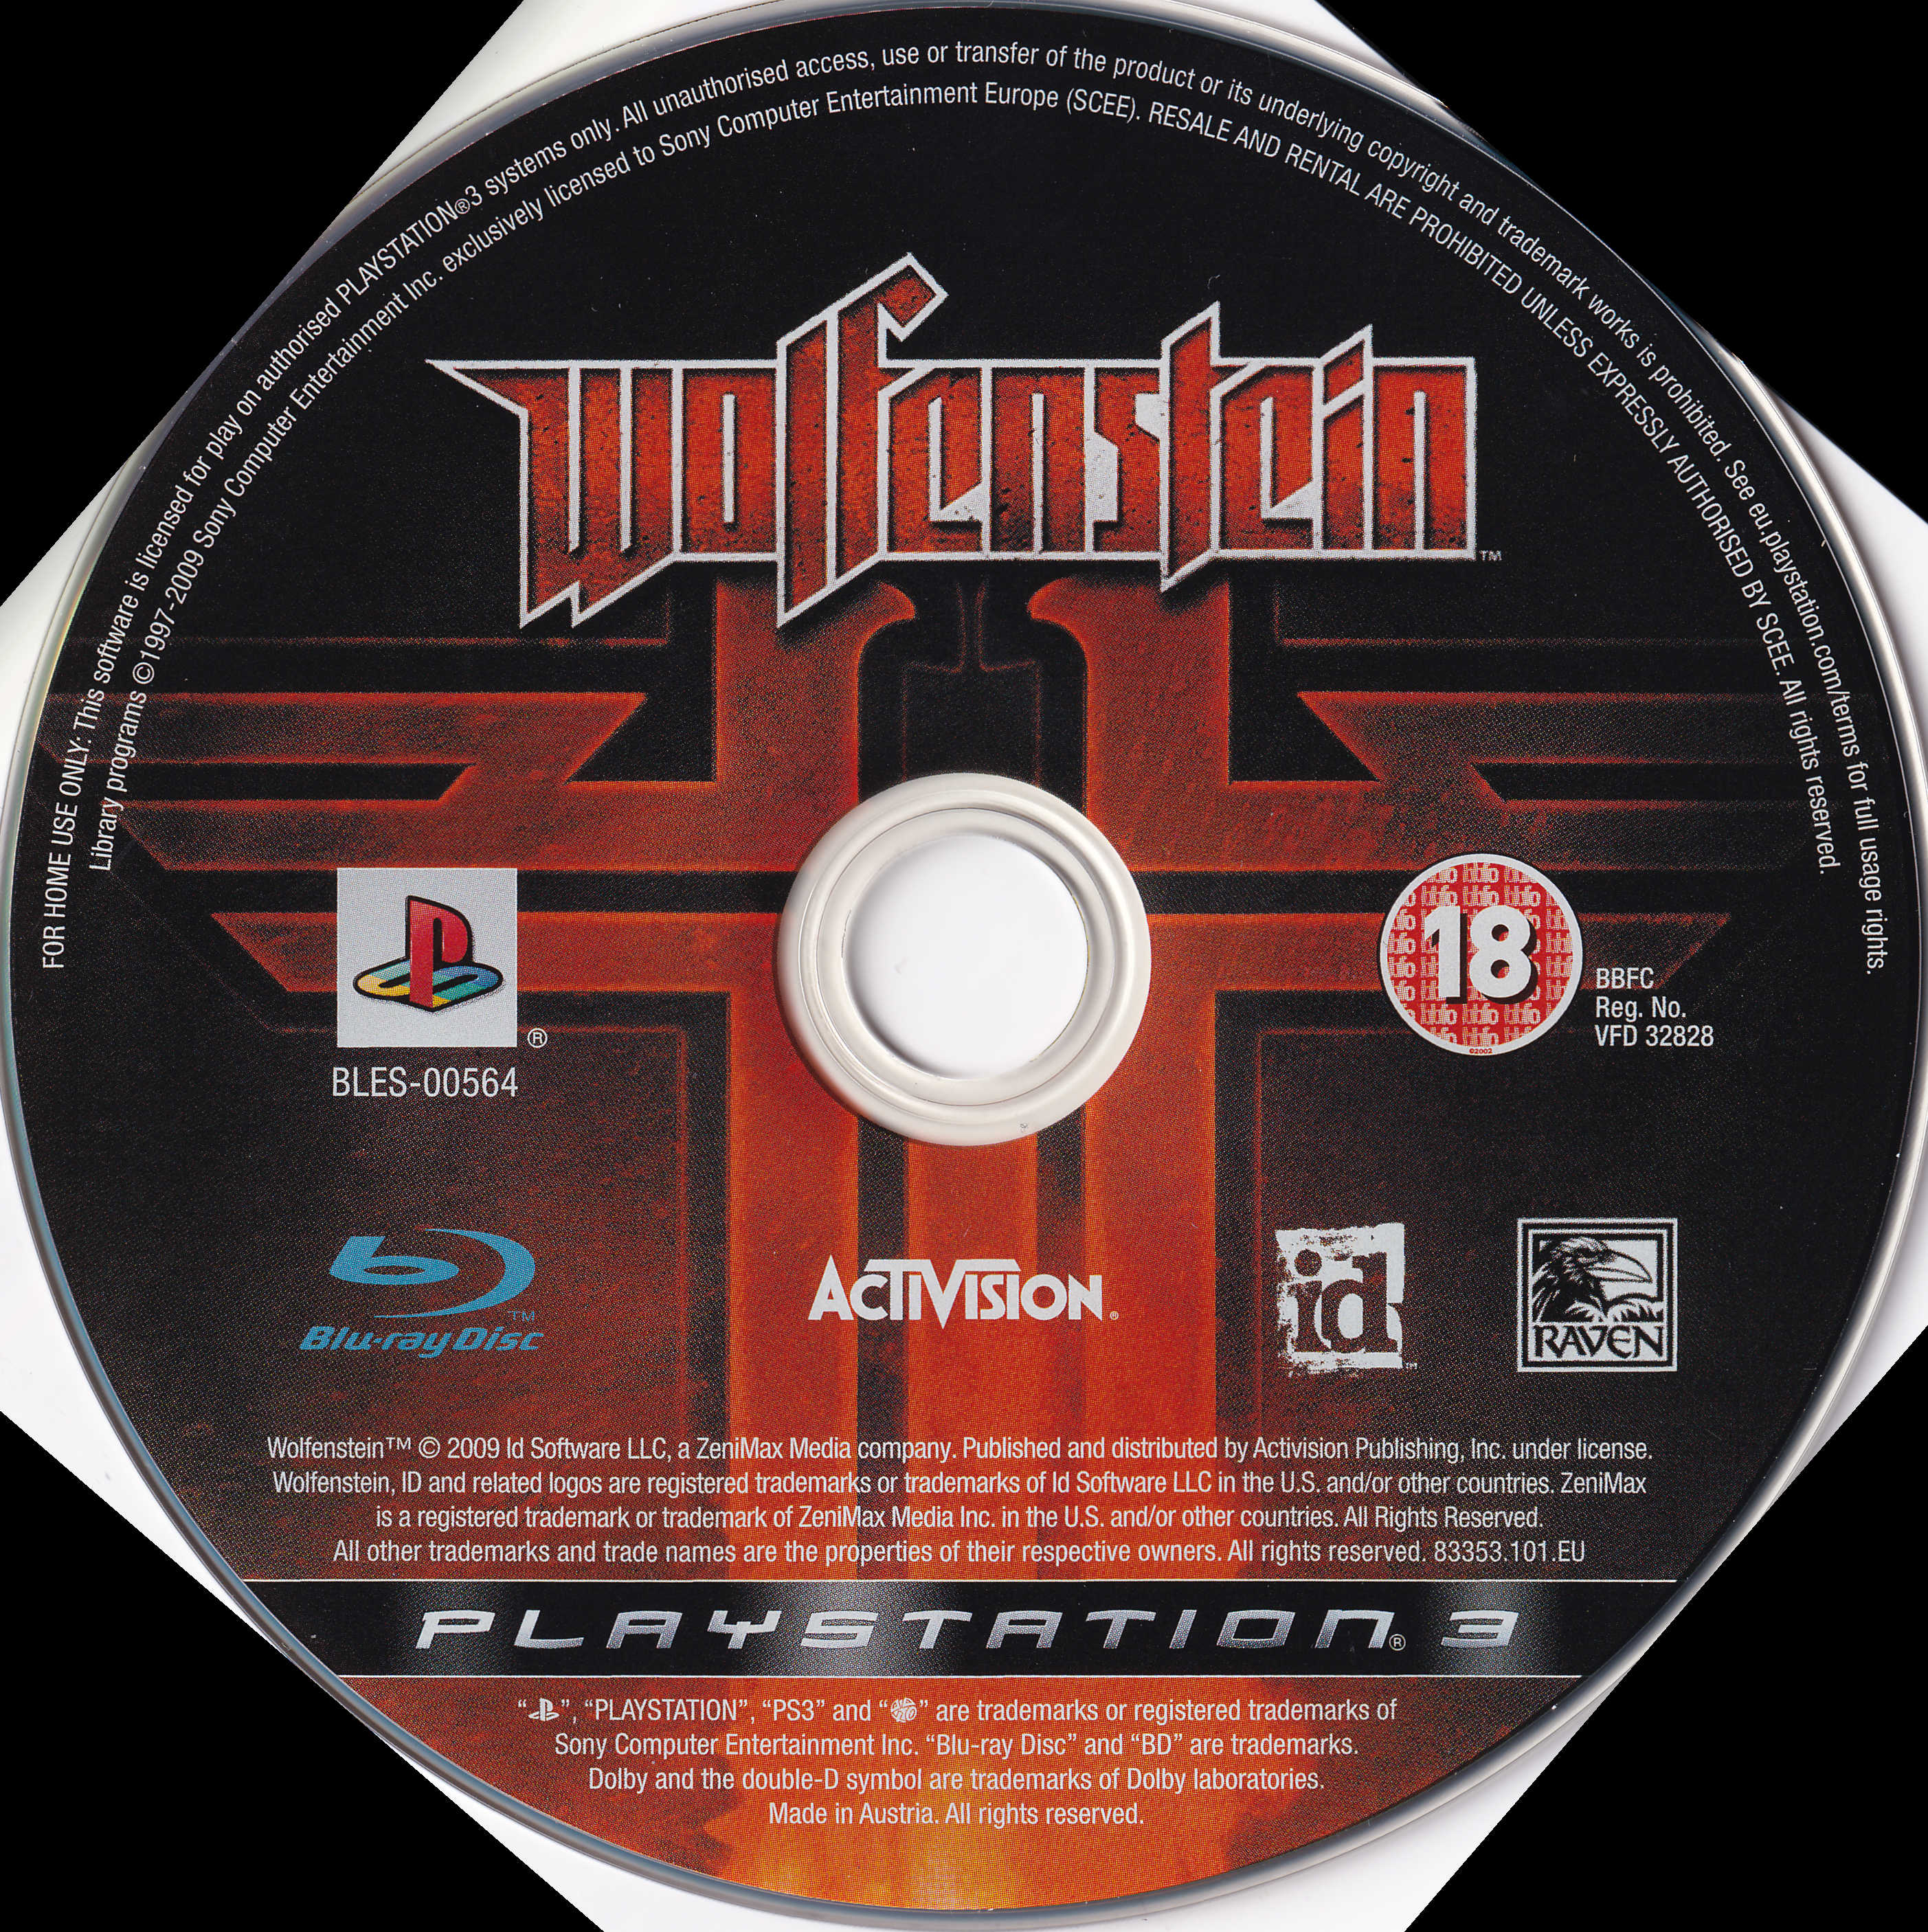 FOR HOME USE ONLY: This software is licensed for play on authorised PLAYSTATION®3 systems only. All unauthorised access, use or transfer of the product or its underlying copyright and trademark works is prohibited. See eu.playstation.com/terms for full usage rights.
Library programs ©1997-2009 Sony Computer Entertainment Inc. exclusively licensed to Sony Computer Entertainment Europe (SCEE). RESALE AND RENTAL ARE PROHIBITED UNLESS EXPRESSLY AUTHORISED BY SCEE. All rights reserved.
Wolfenstein™
®
BLES-00564
18
©2002
BBFC
Reg. No.
VFD 32828
Blu-ray Disc™
ACTIVISION®
id
RAVEN
Wolfenstein™ © 2009 Id Software LLC, a ZeniMax Media company. Published and distributed by Activision Publishing, Inc. under license.
Wolfenstein, ID and related logos are registered trademarks or trademarks of Id Software LLC in the U.S. and/or other countries. ZeniMax
is a registered trademark or trademark of ZeniMax Media Inc. in the U.S. and/or other countries. All Rights Reserved.
All other trademarks and trade names are the properties of their respective owners. All rights reserved. 83353.101.EU
PLAYSTATION®3
“ ”, “PLAYSTATION”, “PS3” and “ ” are trademarks or registered trademarks of
Sony Computer Entertainment Inc. “Blu-ray Disc” and “BD” are trademarks.
Dolby and the double-D symbol are trademarks of Dolby laboratories.
Made in Austria. All rights reserved.